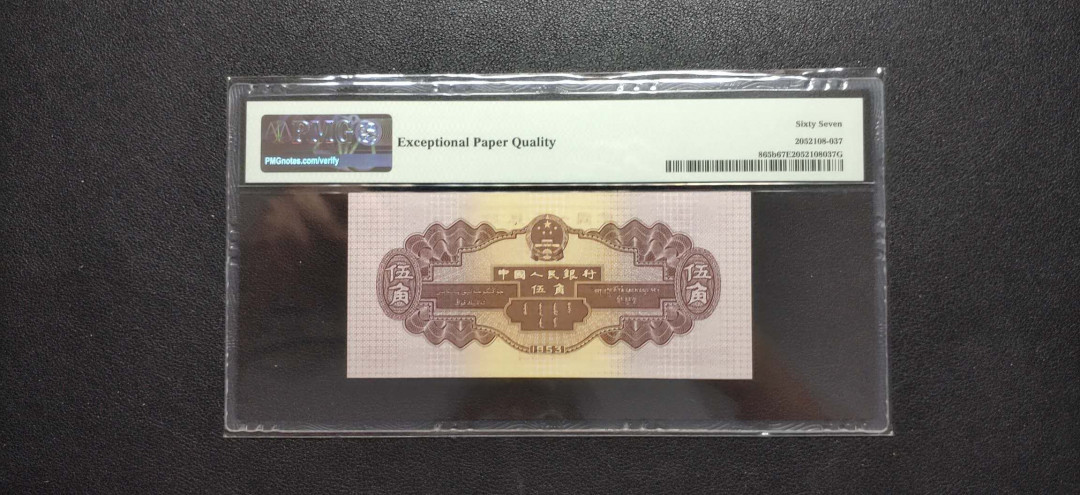 PMG
PMGnotes.com/verify
Exceptional Paper Quality
Sixty Seven
2052108-037
865b67E2052108037G
中國人民銀行
伍角
伍角
伍角
1953